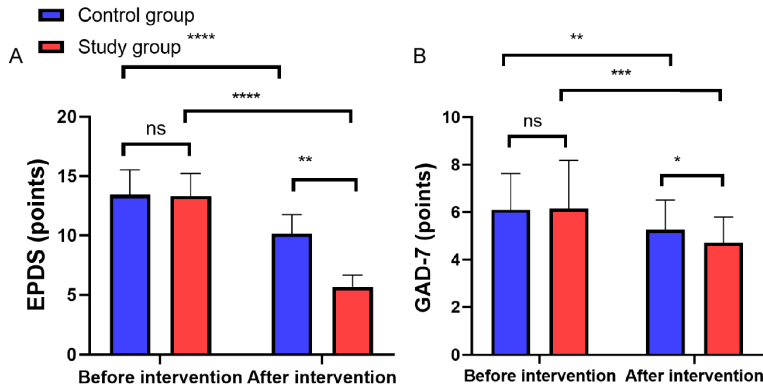 Control group
Study group
A
****
****
ns
**
20
15
10
5
0
EPDS (points)
Before intervention
After intervention
B
**
***
ns
*
10
8
6
4
2
0
GAD-7 (points)
Before intervention
After intervention